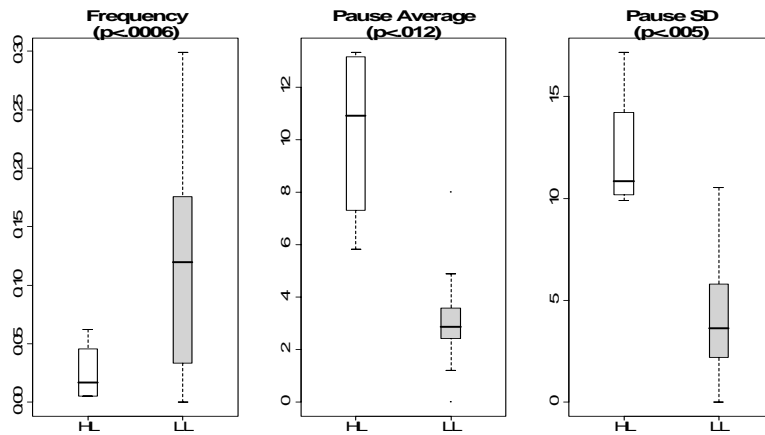 Frequency
(p<.0006)
0.30
0.25
0.20
0.15
0.10
0.05
0.00
HL LL
Pause Average
(p<.012)
12
10
8
6
4
2
0
HL LL
Pause SD
(p<.005)
15
10
5
0
HL LL